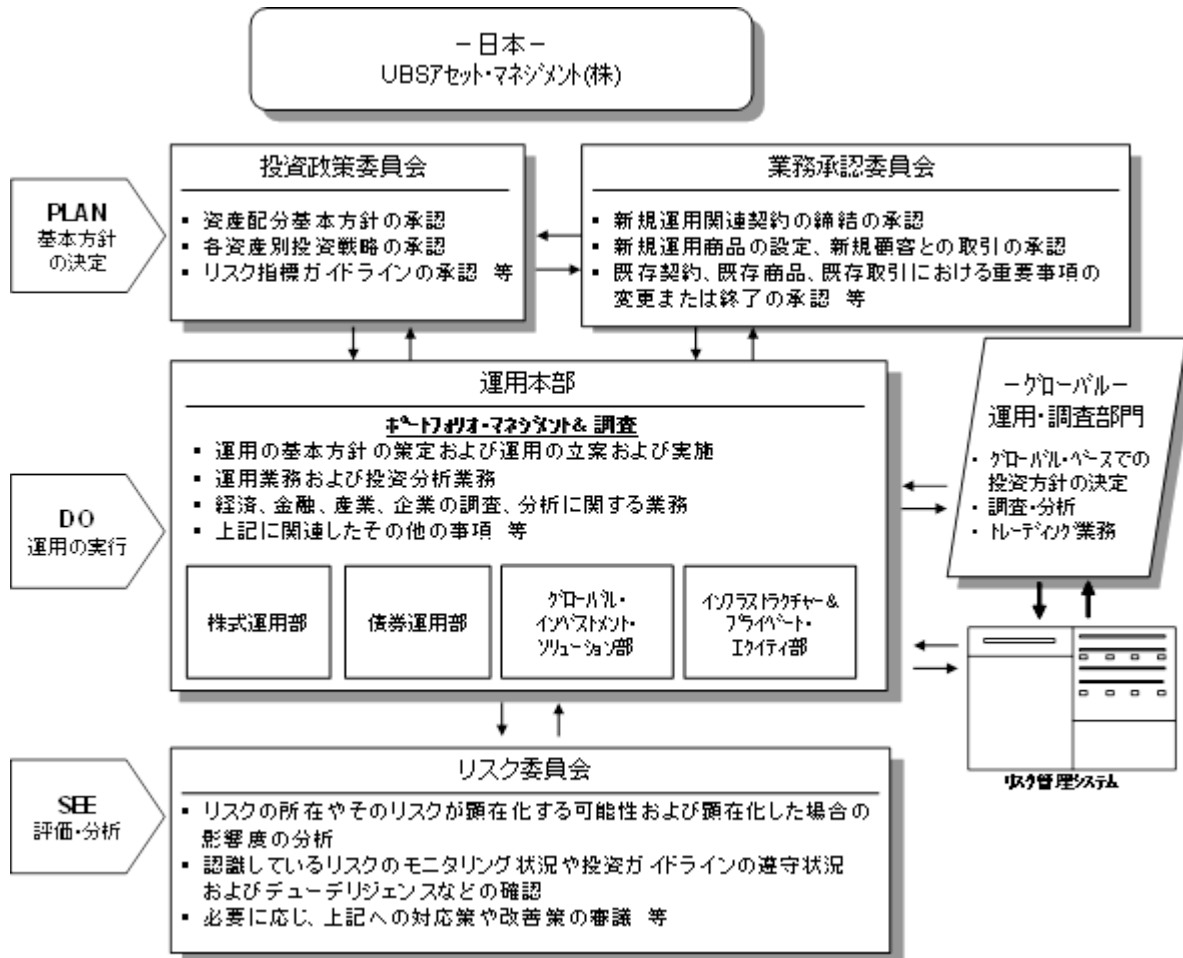 －日本－
UBSアセット・マネジメント(株)
PLAN
基本方針
の決定
投資政策委員会
▪ 資産配分基本方針の承認
▪ 各資産別投資戦略の承認
▪ リスク指標ガイドラインの承認 等
業務承認委員会
▪ 新規運用関連契約の締結の承認
▪ 新規運用商品の設定、新規顧客との取引の承認
▪ 既存契約、既存商品、既存取引における重要事項の
変更または終了の承認 等
DO
運用の実行
運用本部
ポートフォリオ・マネジメント& 調査
▪ 運用の基本方針の策定および運用の立案および実施
▪ 運用業務および投資分析業務
▪ 経済、金融、産業、企業の調査、分析に関する業務
▪ 上記に関連したその他の事項 等
株式運用部
債券運用部
グローバル・
インベストメント・
ソリューション部
インフラストラクチャー&
プライベート・
エクイティ部
－グローバル－
運用・調査部門
▪ グローバル・ベースでの
投資方針の決定
▪ 調査・分析
▪ トレーディング業務
リスク管理システム
SEE
評価・分析
リスク委員会
▪ リスクの所在やそのリスクが顕在化する可能性および顕在化した場合の
影響度の分析
▪ 認識しているリスクのモニタリング状況や投資ガイドラインの遵守状況
およびデューデリジェンスなどの確認
▪ 必要に応じ、上記への対応策や改善策の審議 等